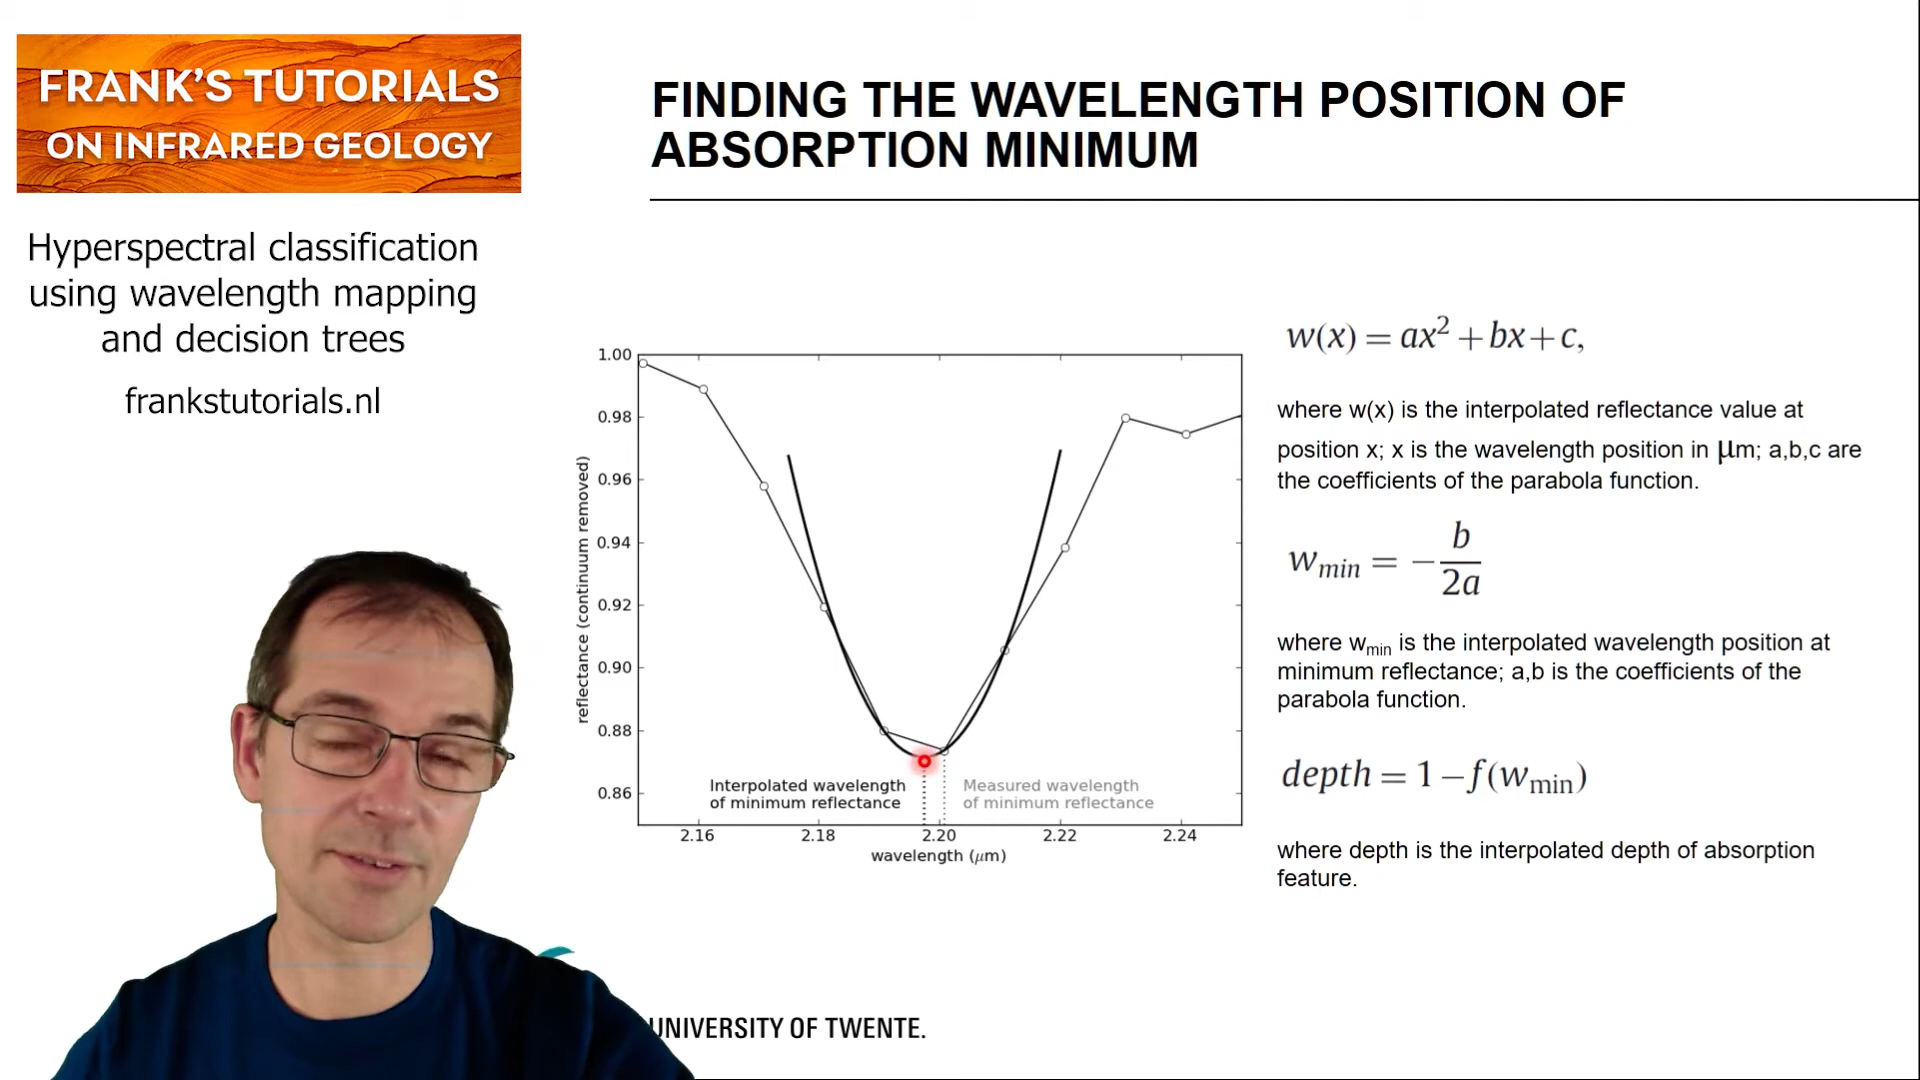 FRANK'S TUTORIALS
ON INFRARED GEOLOGY
Hyperspectral classification
using wavelength mapping
and decision trees
frankstutorials.nl
FINDING THE WAVELENGTH POSITION OF
ABSORPTION MINIMUM
1.00
0.98
0.96
0.94
0.92
0.90
0.88
0.86
reflectance (continuum removed)
Interpolated wavelength
of minimum reflectance
Measured wavelength
of minimum reflectance
2.16 2.18 2.20 2.22 2.24
wavelength (μm)
w(x) = ax² + bx + c,
where w(x) is the interpolated reflectance value at
position x; x is the wavelength position in μm; a,b,c are
the coefficients of the parabola function.
w_min = − b/2a
where w_min is the interpolated wavelength position at
minimum reflectance; a,b is the coefficients of the
parabola function.
depth = 1 − f(w_min)
where depth is the interpolated depth of absorption
feature.
UNIVERSITY OF TWENTE.